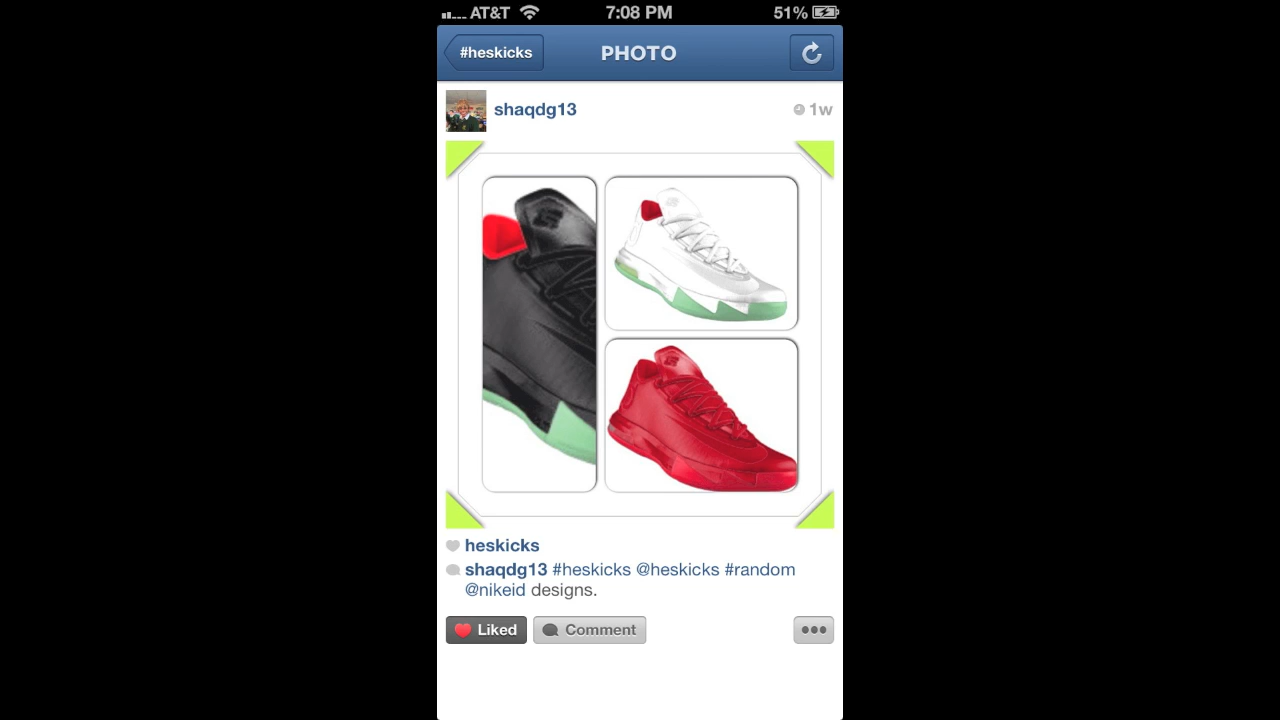 AT&T 7:08 PM 51%
#heskicks PHOTO
shaqdg13 1w
heskicks
shaqdg13 #heskicks @heskicks #random
@nikeid designs.
Liked Comment